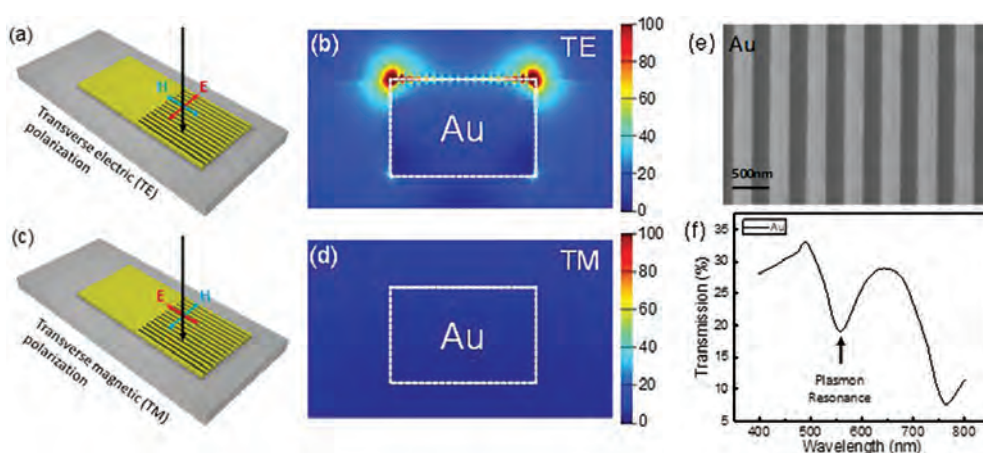 (a)
H
E
Transverse electric (TE)
polarization
(b)
TE
Au
100
80
60
40
20
0
(c)
E
H
Transverse magnetic (TM)
polarization
(d)
TM
Au
100
80
60
40
20
0
(e)
Au
500nm
(f)
Au
Transmission (%)
35
30
25
20
15
10
5
Plasmon
Resonance
400
500
600
700
800
Wavelength (nm)